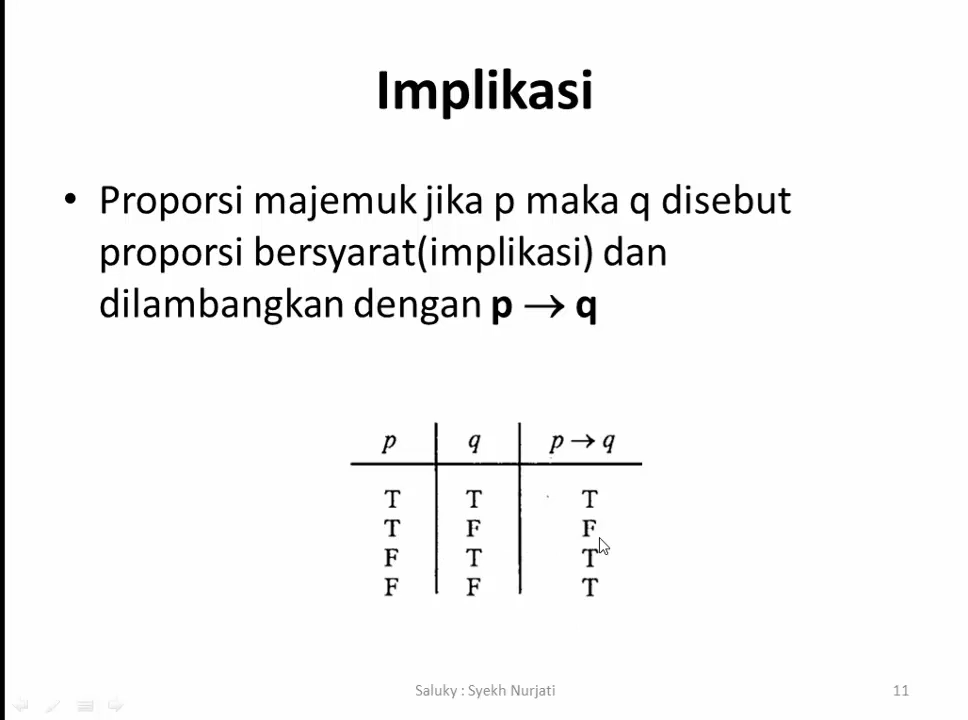 Implikasi
• Proporsi majemuk jika p maka q disebut
proporsi bersyarat(implikasi) dan
dilambangkan dengan p → q
p q p → q
T T T
T F F
F T T
F F T
Saluky : Syekh Nurjati 11